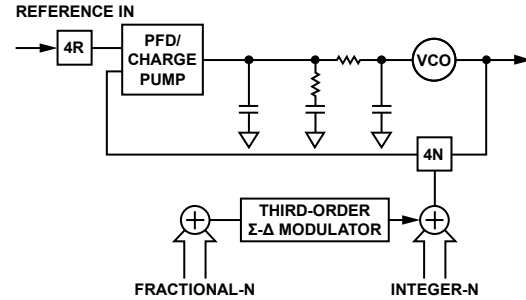 REFERENCE IN
4R
PFD/
CHARGE
PUMP
VCO
4N
THIRD-ORDER
Σ-Δ MODULATOR
FRACTIONAL-N
INTEGER-N